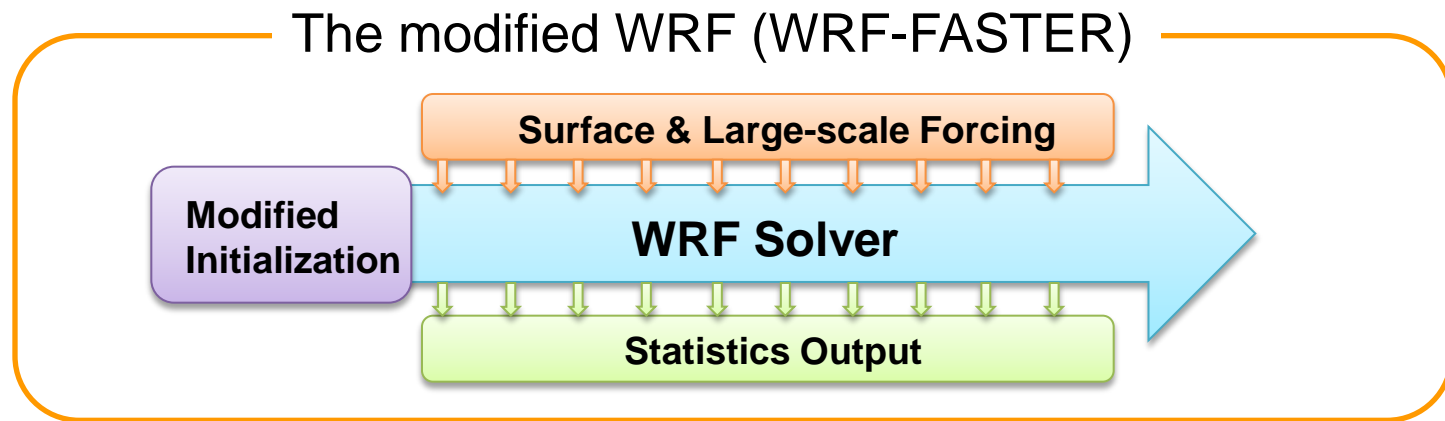 The modified WRF (WRF-FASTER)
Surface & Large-scale Forcing
Modified
Initialization
WRF Solver
Statistics Output